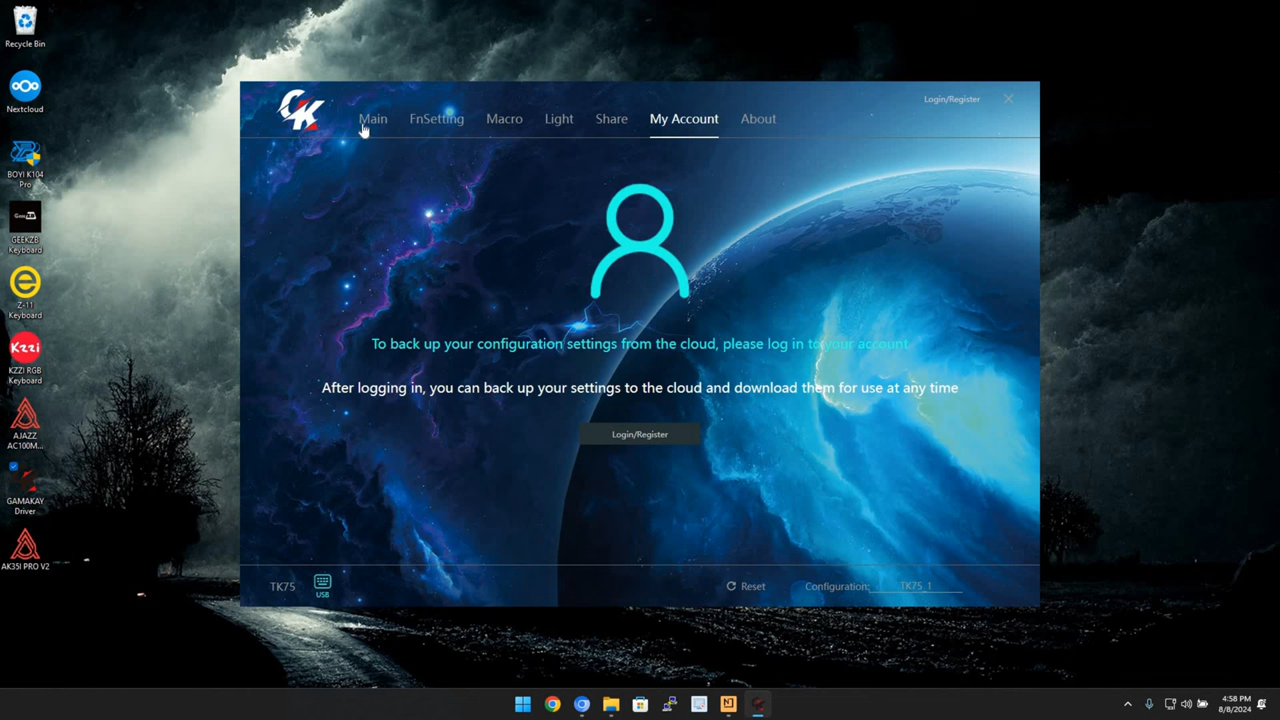 Recycle Bin
Nextcloud
BOYI K104
Pro
GEEKZB
Keyboard
Z-11
Keyboard
Kzzi
KZZI RGB
Keyboard
AJAZZ
AC100M...
GAMAKAY
Driver
AK35I PRO V2
GK
Main FnSetting Macro Light Share My Account About
Login/Register
To back up your configuration settings from the cloud, please log in to your account.
After logging in, you can back up your settings to the cloud and download them for use at any time
Login/Register
TK75
USB
Reset
Configuration: TK75_1
4:58 PM
8/8/2024